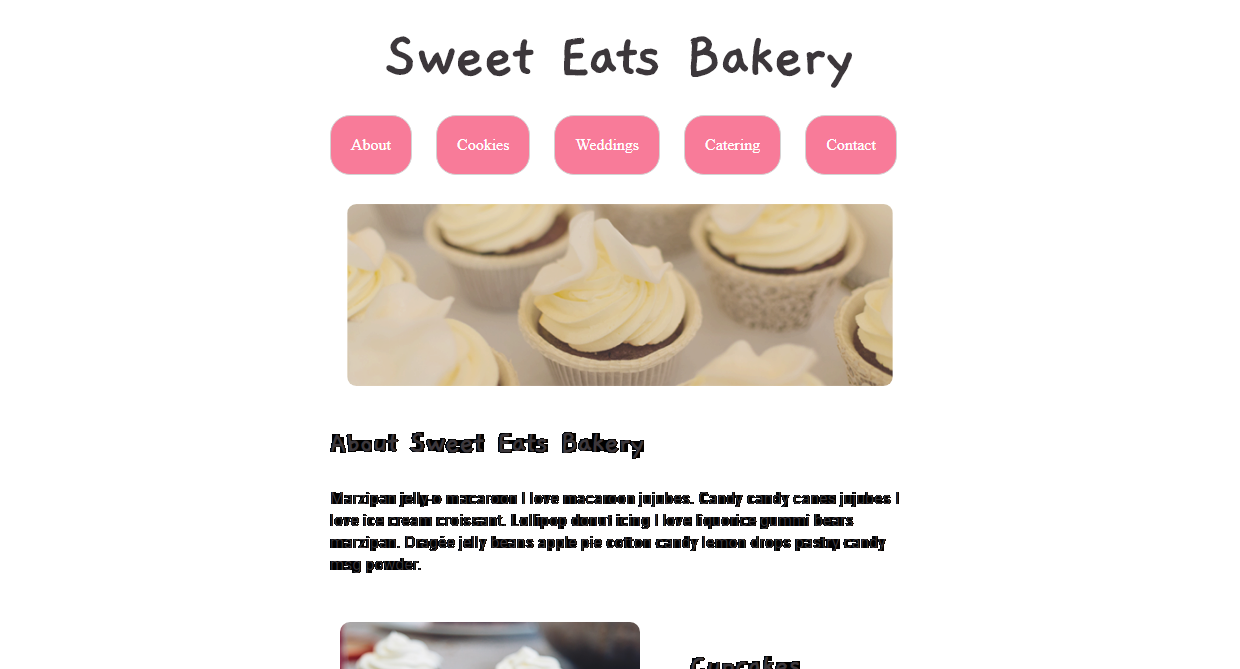 Sweet Eats Bakery
About
Cookies
Weddings
Catering
Contact
About Sweet Eats Bakery
Marzipan jelly-o macaroon I love macaroon jujubes. Candy candy canes jujubes I
love ice cream croissant. Lollipop donut icing I love liquorice gummi bears
marzipan. Dragée jelly beans apple pie cotton candy lemon drops pastry candy
powder.
Cupcakes